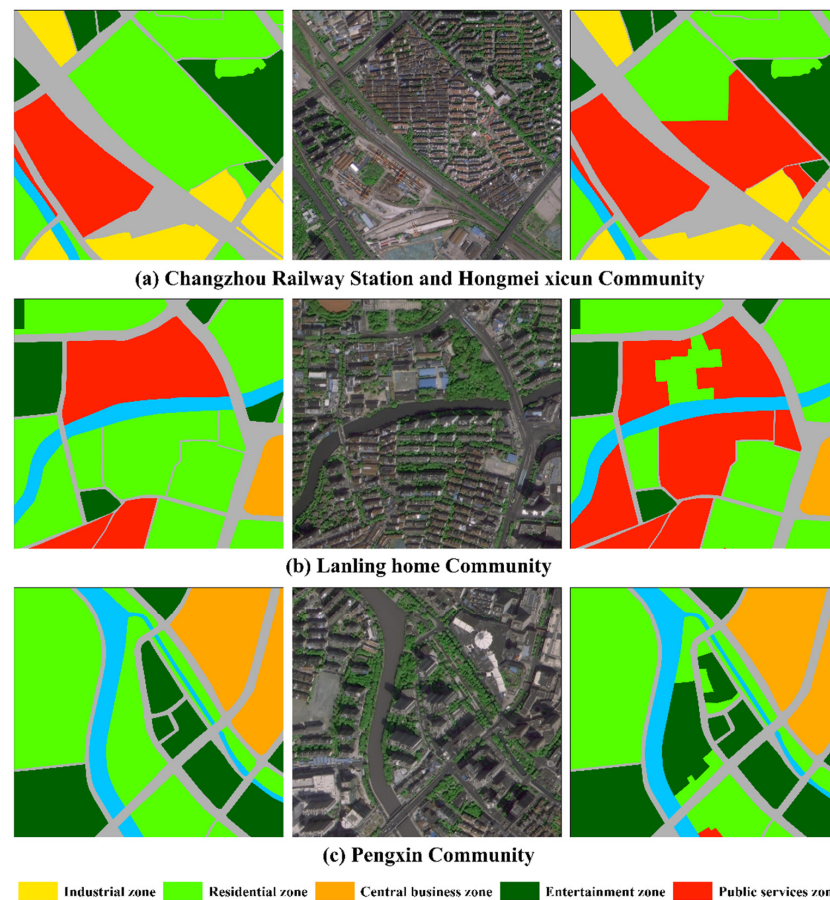 (a) Changzhou Railway Station and Hongmei xicun Community
(b) Lanling home Community
(c) Pengxin Community
Industrial zone Residential zone Central business zone Entertainment zone Public services zon